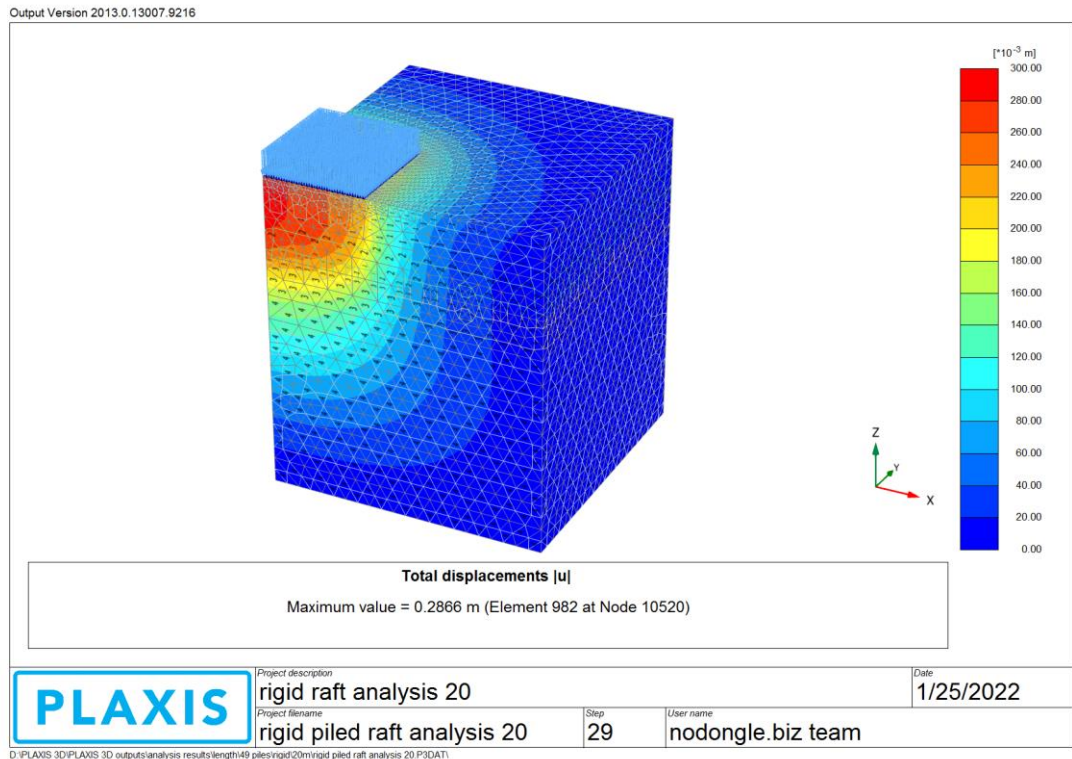 Output Version 2013.0.13007.9216
[*10-3 m]
300.00
280.00
260.00
240.00
220.00
200.00
180.00
160.00
140.00
120.00
100.00
80.00
60.00
40.00
20.00
0.00
Z
Y
X
Total displacements |u|
Maximum value = 0.2866 m (Element 982 at Node 10520)
PLAXIS
Project description
rigid raft analysis 20
Date
1/25/2022
Project filename
rigid piled raft analysis 20
Step
29
User name
nodongle.biz team
D:\PLAXIS 3D\PLAXIS 3D outputs\analysis results\length\49 piles\rigid\20m\rigid piled raft analysis 20.P3DAT\